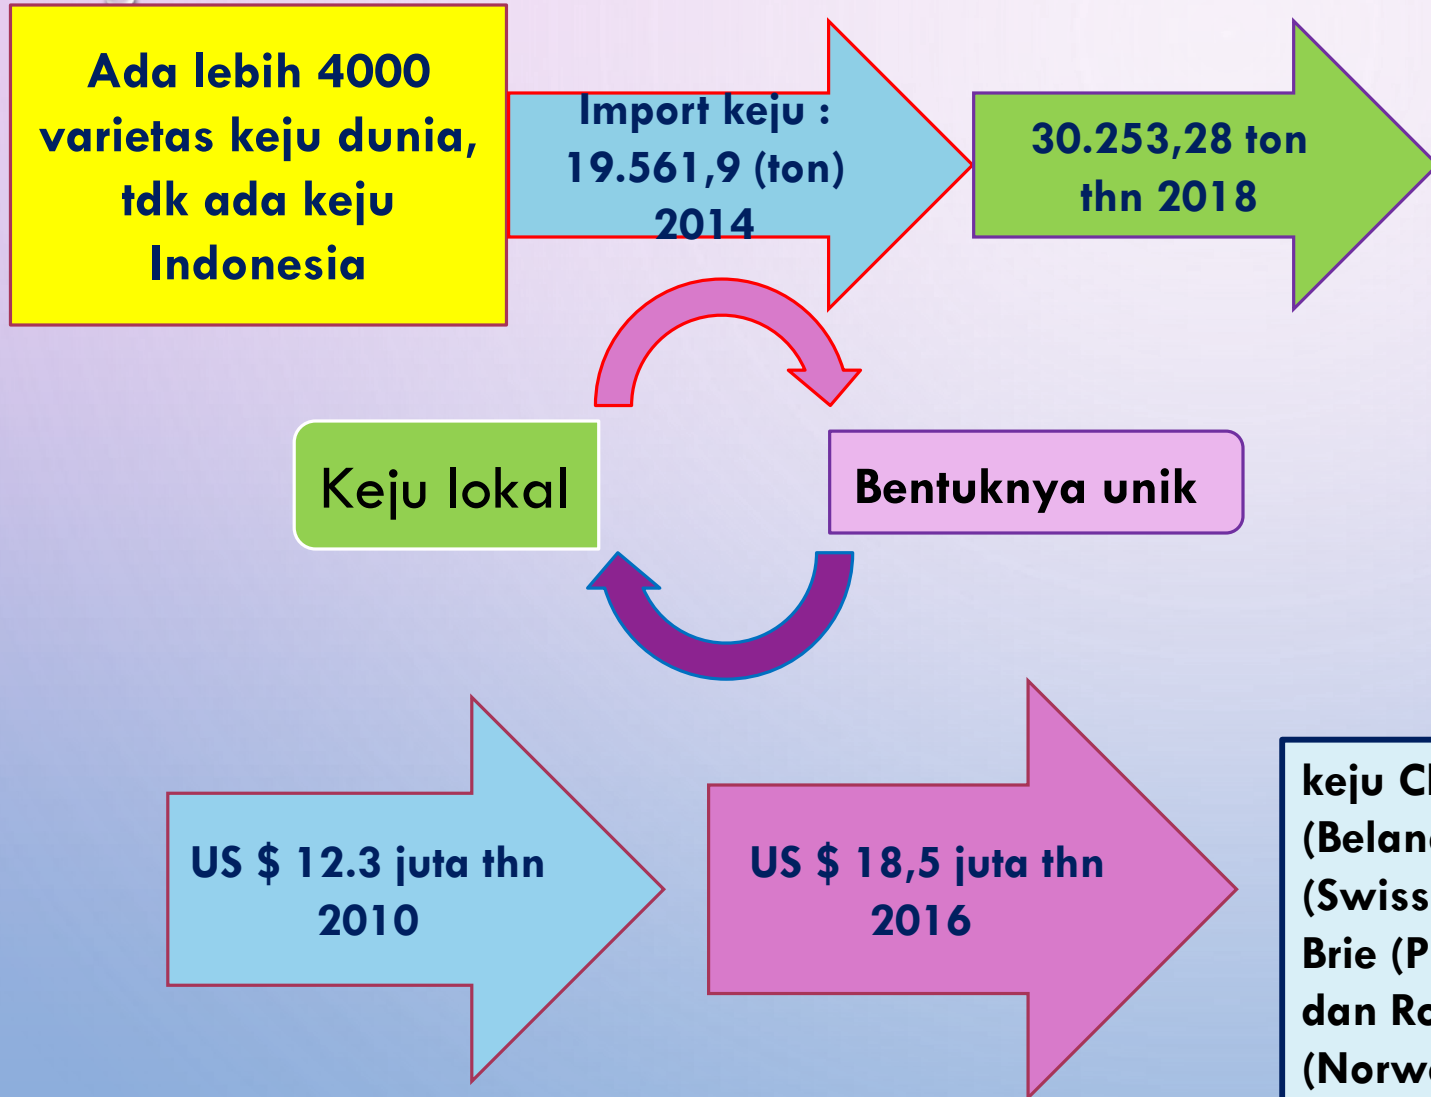 Ada lebih 4000
varietas keju dunia,
tdk ada keju
Indonesia
Import keju :
19.561,9 (ton)
2014
30.253,28 ton
thn 2018
Keju lokal
Bentuknya unik
US $ 12.3 juta thn
2010
US $ 18,5 juta thn
2016
keju
Brie
dan